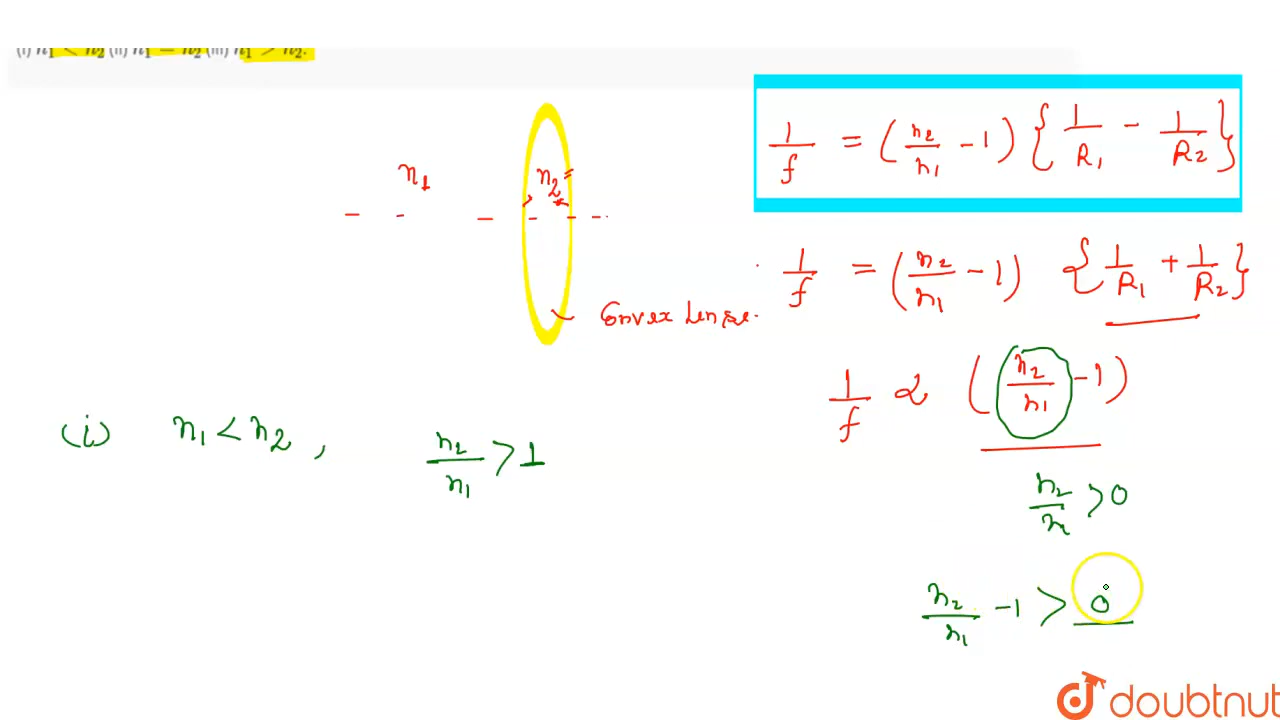 (i) n1 < n2 (ii) n1 = n2 (iii) n1 > n2.
1/f = (n2/n1 - 1) {1/R1 - 1/R2}
n1
n2
1/f = (n2/n1 - 1) {1/R1 + 1/R2}
Convex Lense.
1/f ∝ (n2/n1 - 1)
(i) n1 < n2, n2/n1 > 1
n2/n1 > 0
n2/n1 - 1 > 0
doubtnut